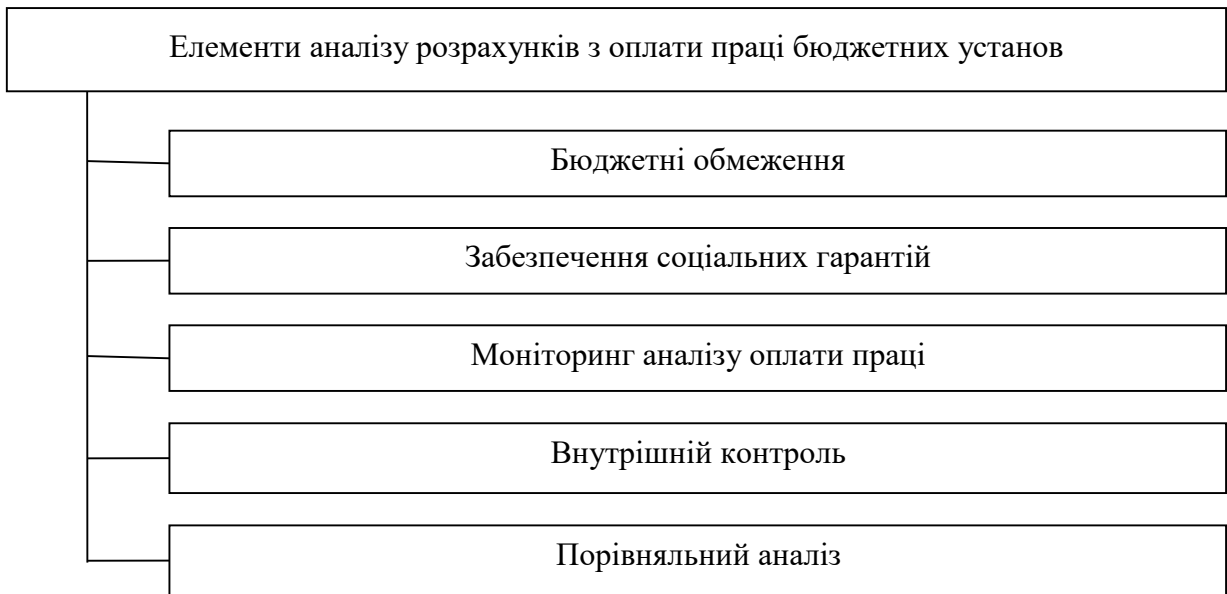 Елементи аналізу розрахунків з оплати праці бюджетних установ
Бюджетні обмеження
Забезпечення соціальних гарантій
Моніторинг аналізу оплати праці
Внутрішній контроль
Порівняльний аналіз